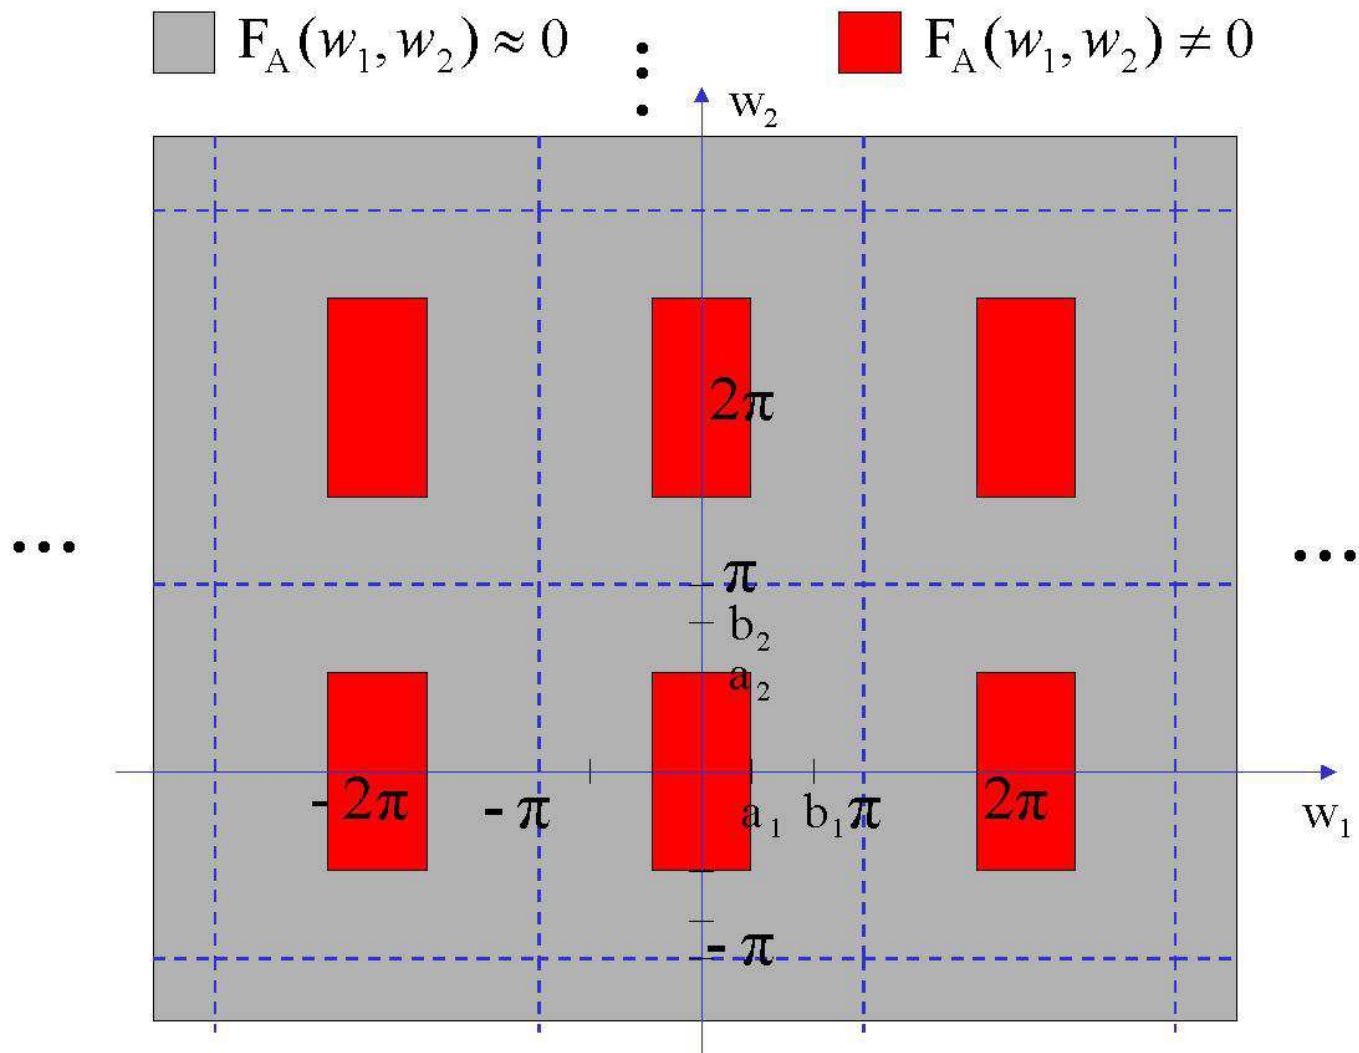 F_A(w_1, w_2) ≈ 0
F_A(w_1, w_2) ≠ 0
w_2
2π
π
b_2
a_2
- 2π
- π
a_1
b_1
π
2π
w_1
- π